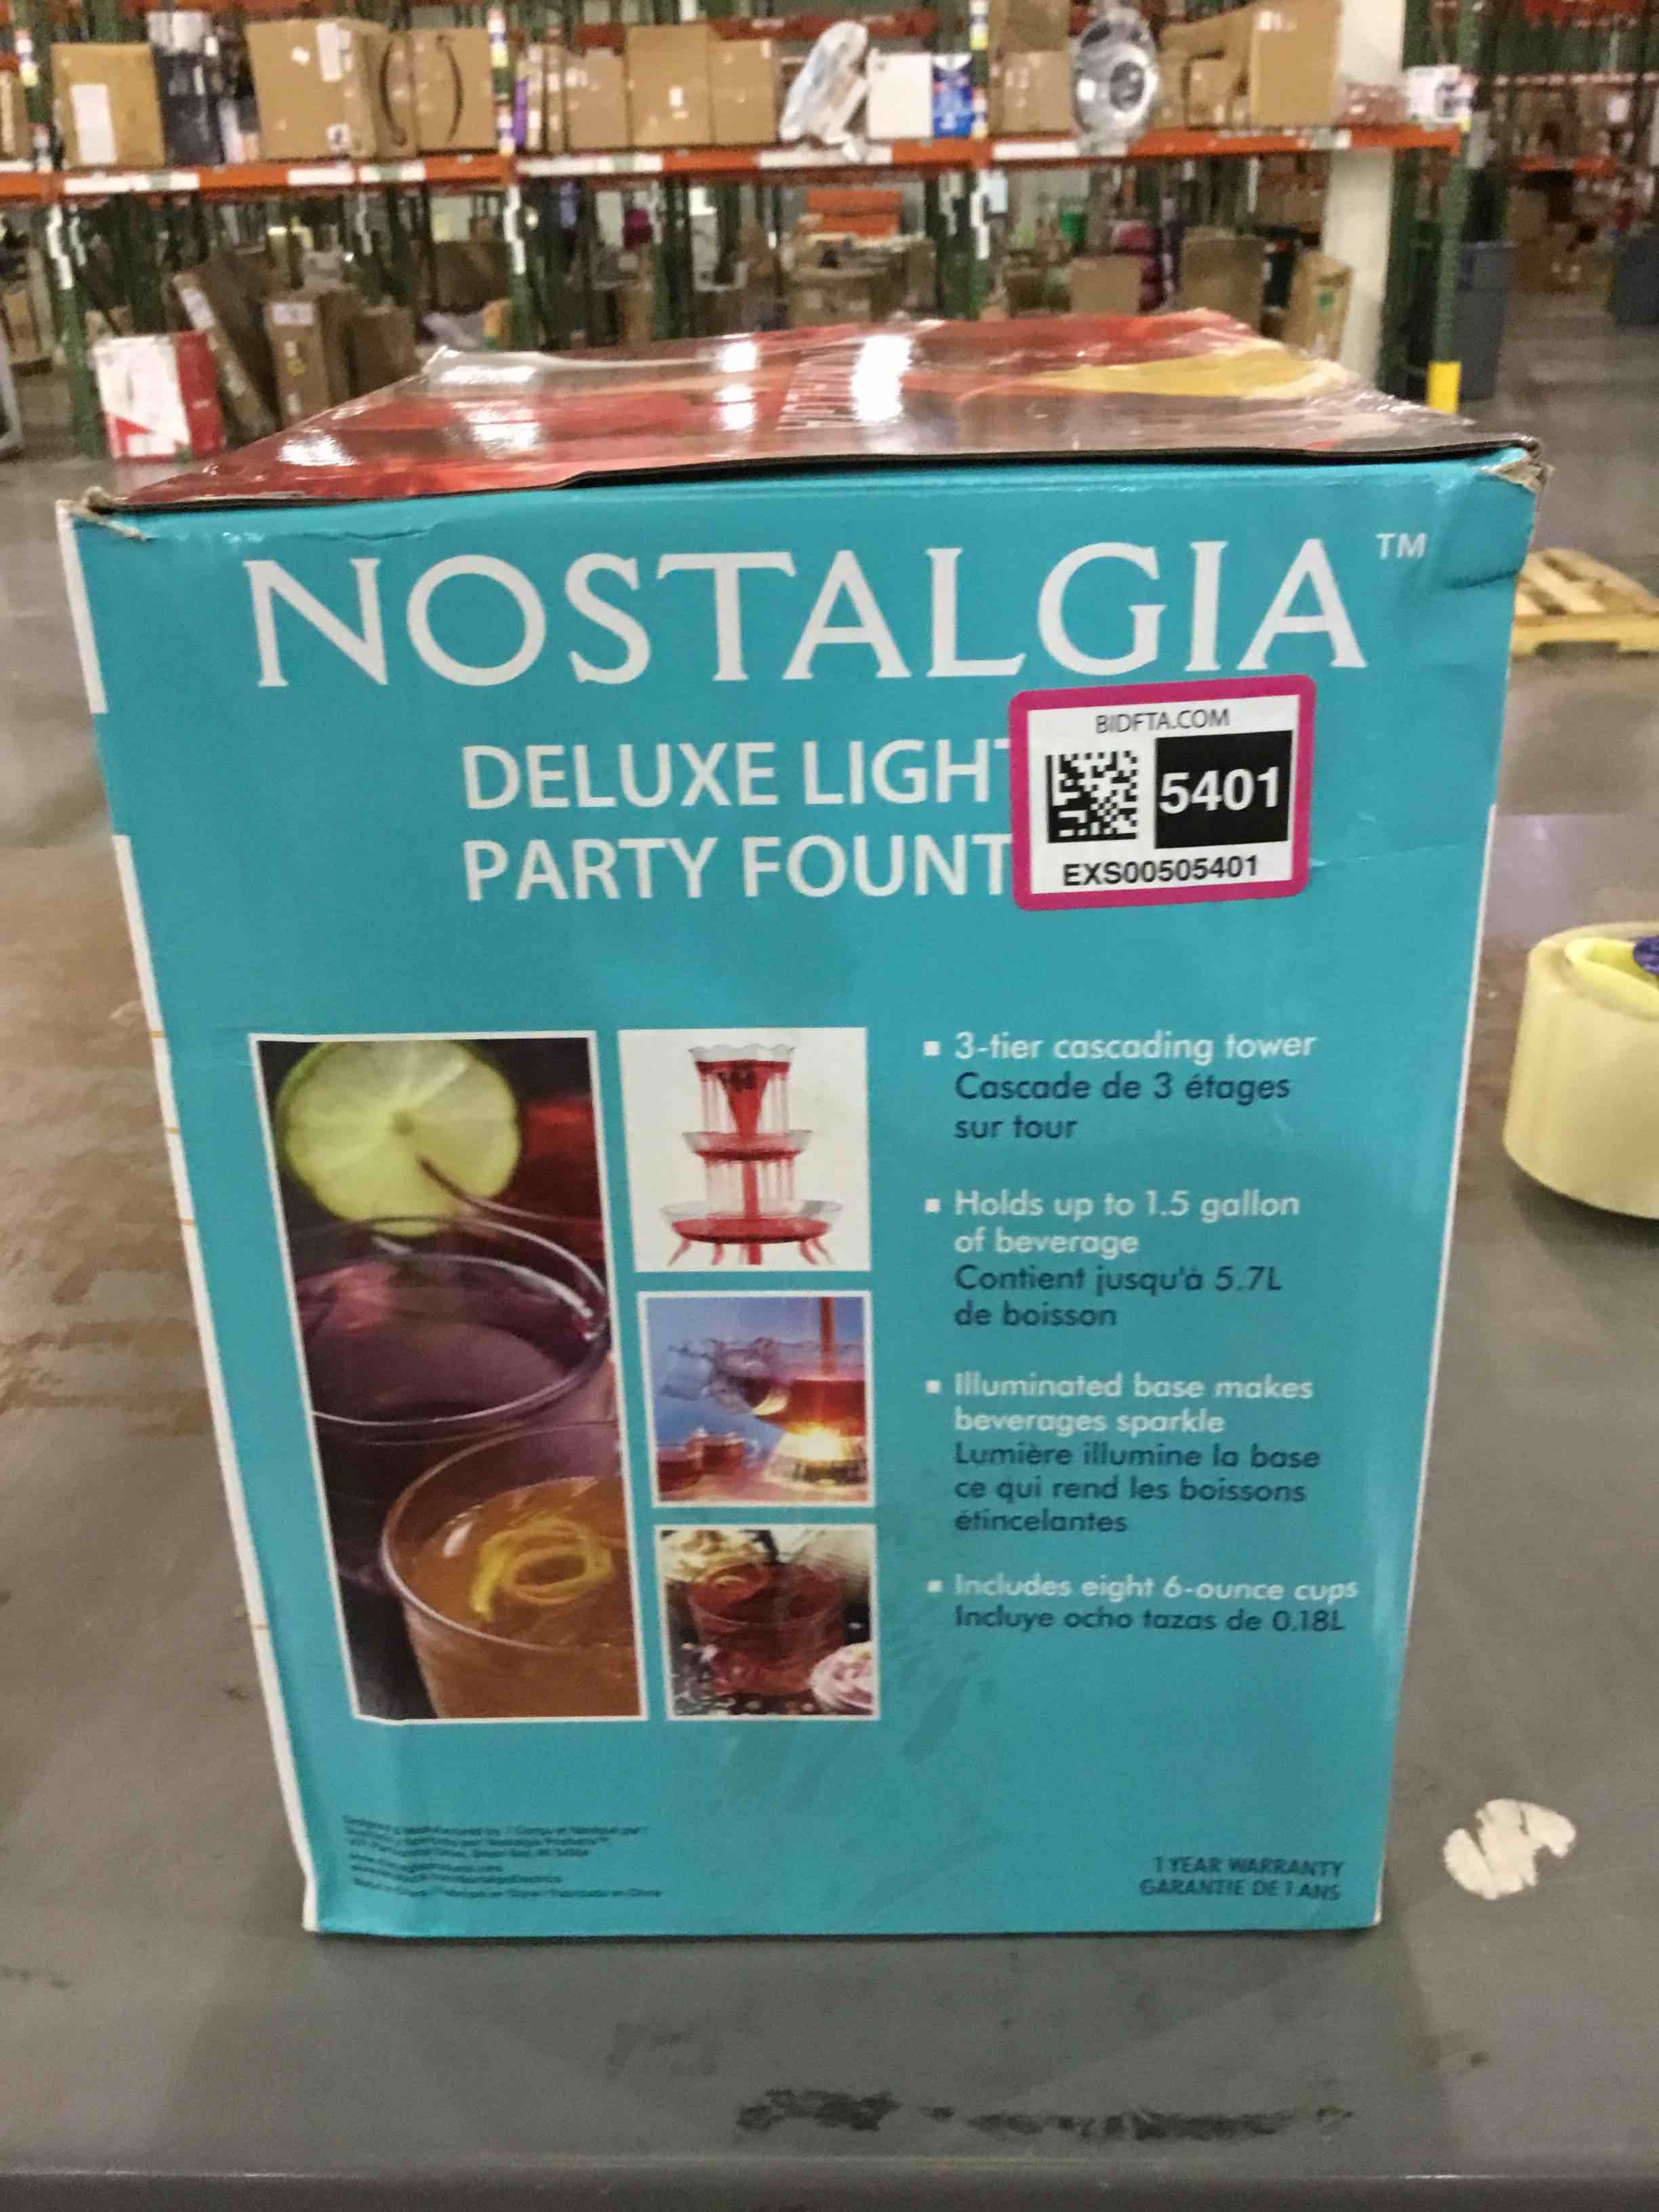 NOSTALGIA™
DELUXE LIGHT
PARTY FOUNT
BIDFTA.COM
5401
EXS00505401
▪ 3-tier cascading tower
Cascade de 3 étages
sur tour
▪ Holds up to 1.5 gallon
of beverage
Contient jusqu'à 5.7L
de boisson
▪ Illuminated base makes
beverages sparkle
Lumière illumine la base
ce qui rend les boissons
étincelantes
▪ Includes eight 6-ounce cups
Incluye ocho tazas de 0.18L
1 YEAR WARRANTY
GARANTIE DE 1 ANS